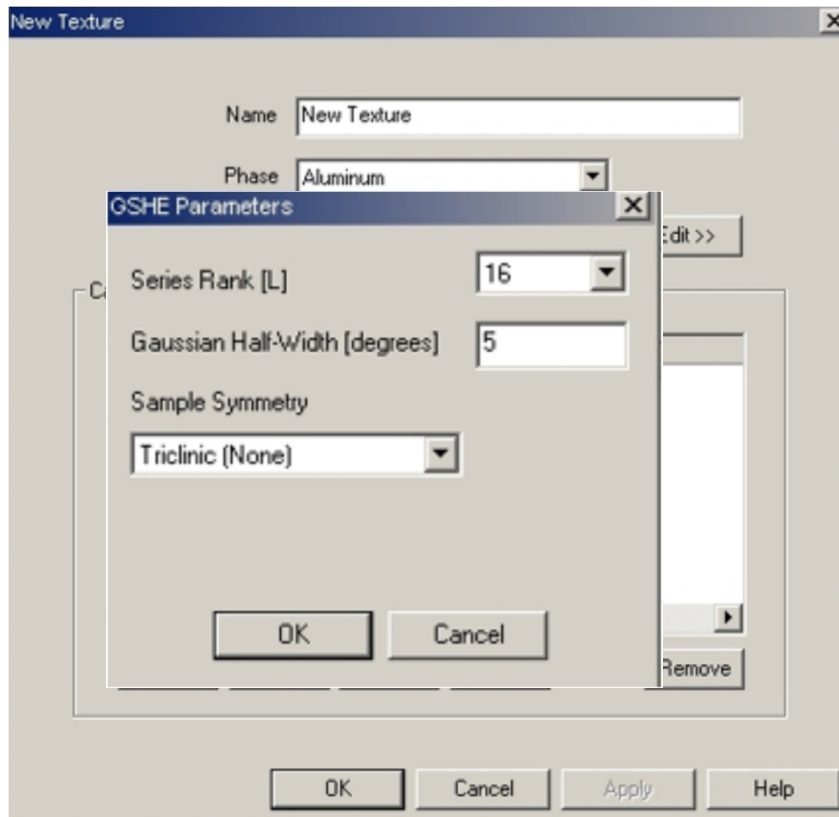 New Texture
Name New Texture
Phase Aluminum
GSHE Parameters
Edit >>
Series Rank [L] 16
Gaussian Half-Width [degrees] 5
Sample Symmetry
Triclinic (None)
OK Cancel
Remove
OK Cancel Apply Help